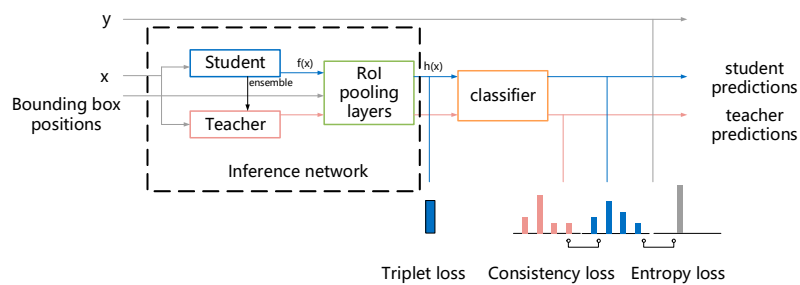 y
x
Bounding box
positions
Student
f(x)
ensemble
Teacher
RoI
pooling
layers
Inference network
h(x)
classifier
student
predictions
teacher
predictions
Triplet loss
Consistency loss
Entropy loss